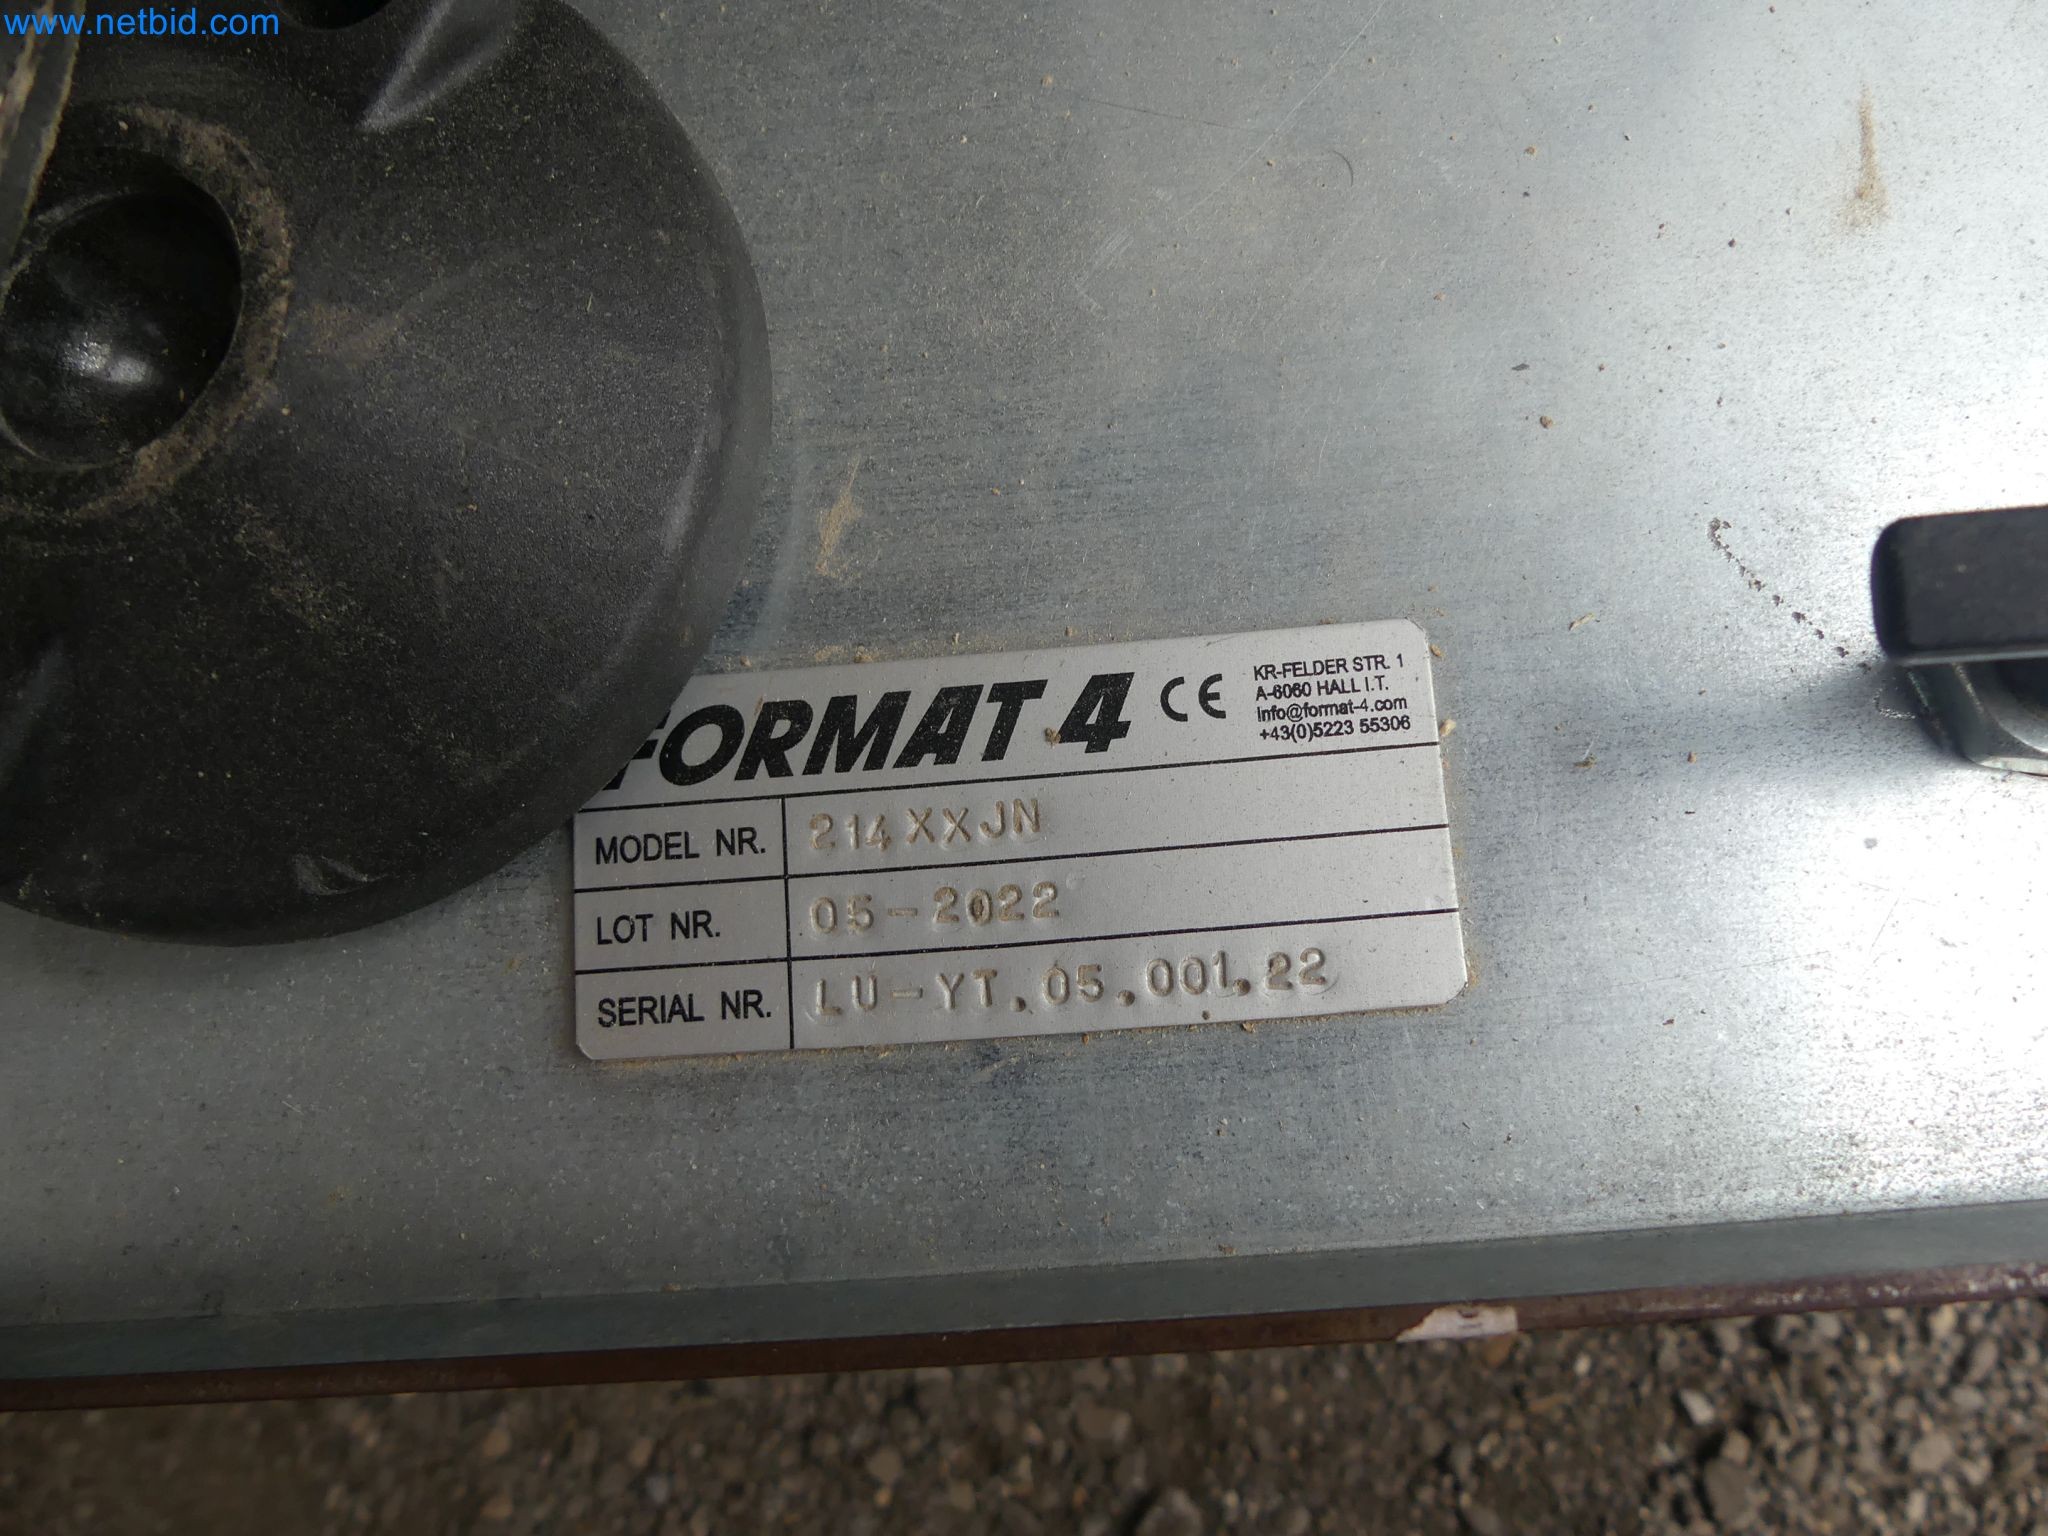 www.netbid.com
FORMAT 4 CE
KR-FELDER STR. 1
A-6060 HALL I.T.
info@format-4.com
+43(0)5223 55306
MODEL NR. 214XXJN
LOT NR. 05-2022
SERIAL NR. LU-YT.05.001.22